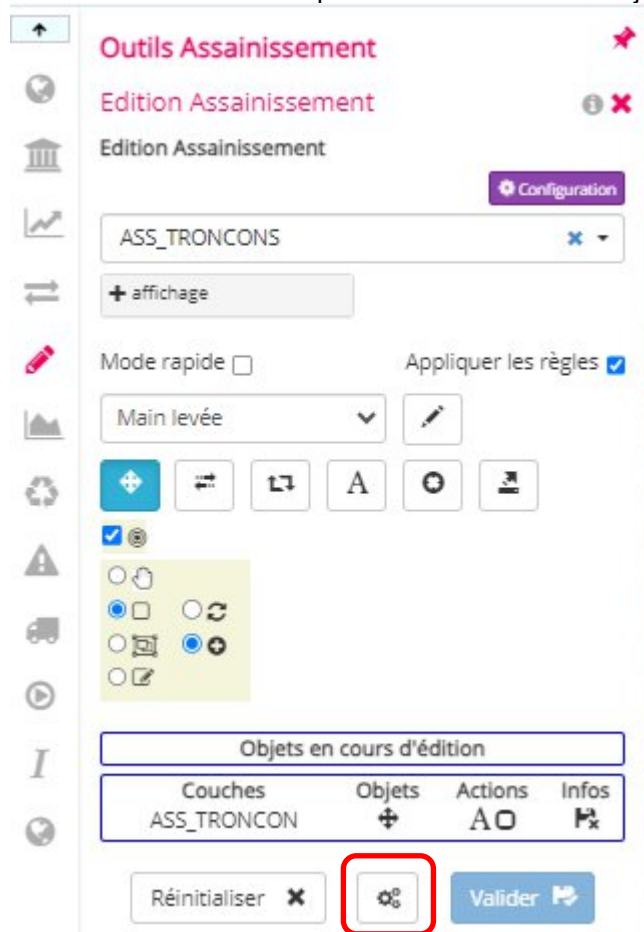 Outils Assainissement
Edition Assainissement
Edition Assainissement
Configuration
ASS_TRONCONS
+ affichage
Mode rapide
Appliquer les règles
Main levée
A
I
Objets en cours d'édition
Couches Objets Actions Infos
ASS_TRONCON A
Réinitialiser
Valider